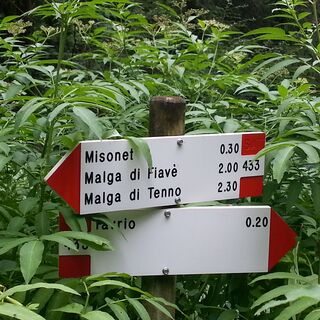 Misonet 0.30
Malga di Fiavè 2.00 433
Malga di Tenno 2.30
0.20